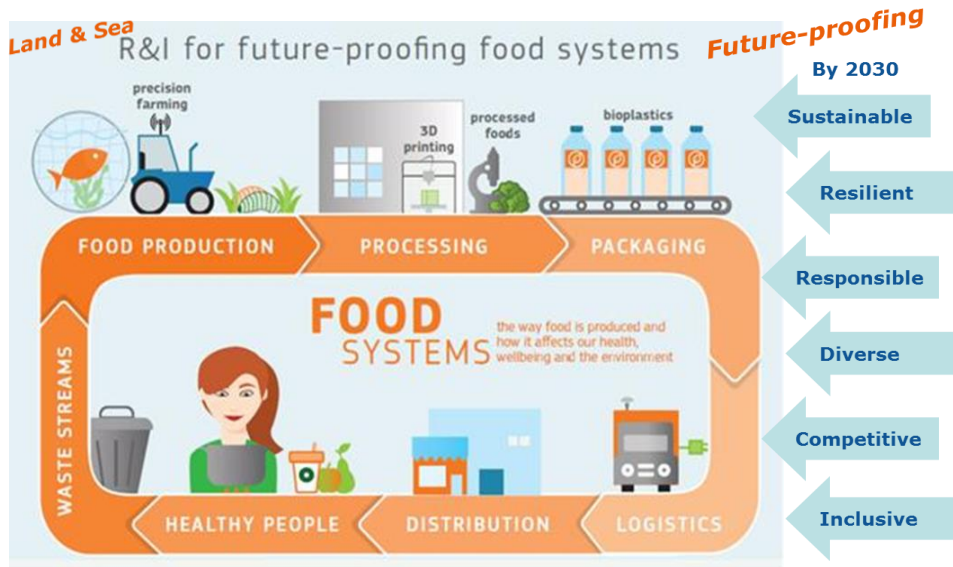 Land & Sea
R&I for future-proofing food systems
Future-proofing
By 2030
precision
farming
3D
printing
processed
foods
bioplastics
Sustainable
Resilient
FOOD PRODUCTION
PROCESSING
PACKAGING
Responsible
FOOD
SYSTEMS
the way food is produced and
how it affects our health,
wellbeing and the environment
Diverse
WASTE STREAMS
Competitive
HEALTHY PEOPLE
DISTRIBUTION
LOGISTICS
Inclusive